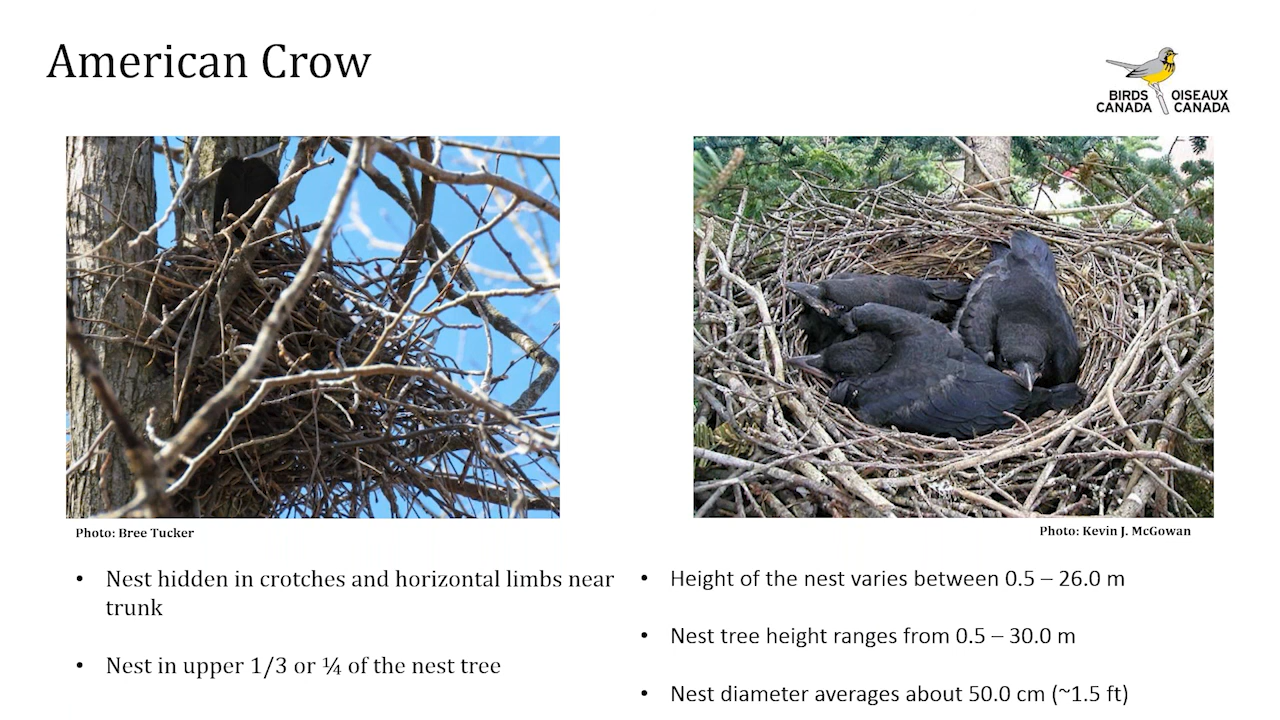 American Crow
BIRDS CANADA
OISEAUX CANADA
Photo: Bree Tucker
Photo: Kevin J. McGowan
• Nest hidden in crotches and horizontal limbs near
trunk
• Nest in upper 1/3 or ¼ of the nest tree
• Height of the nest varies between 0.5 – 26.0 m
• Nest tree height ranges from 0.5 – 30.0 m
• Nest diameter averages about 50.0 cm (~1.5 ft)